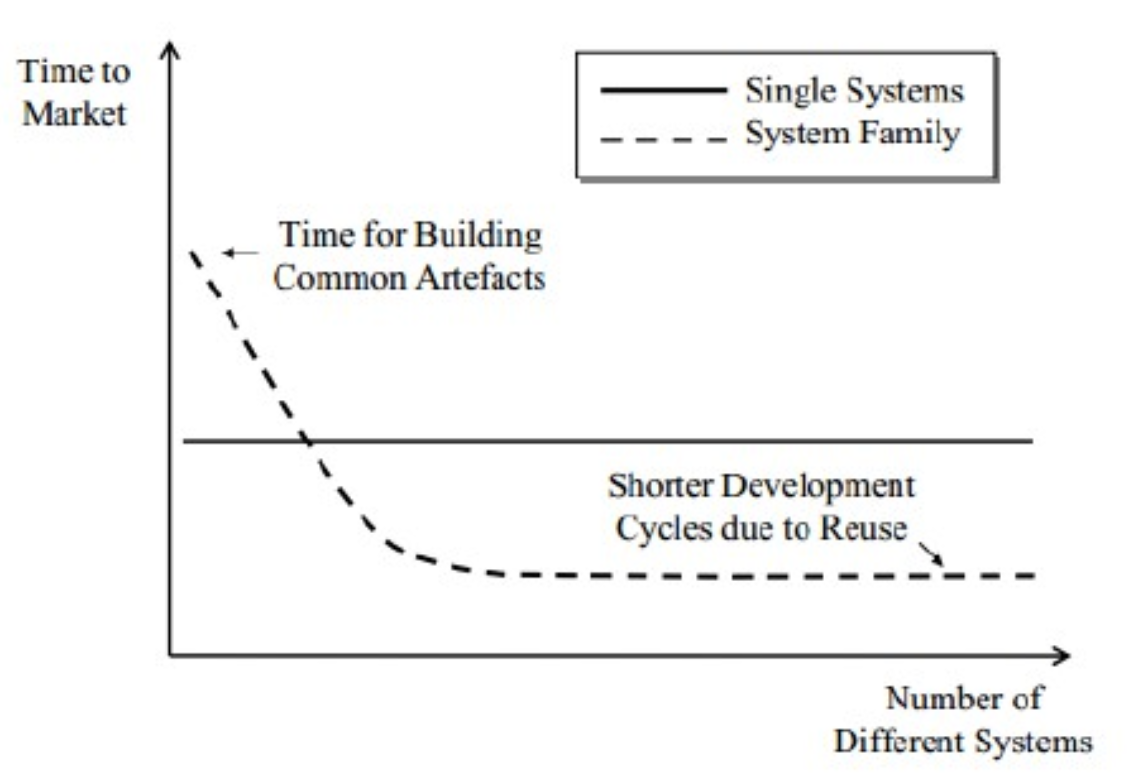 Time to
Market
Single Systems
System Family
Time for Building
Common Artefacts
Shorter Development
Cycles due to Reuse
Number of
Different Systems